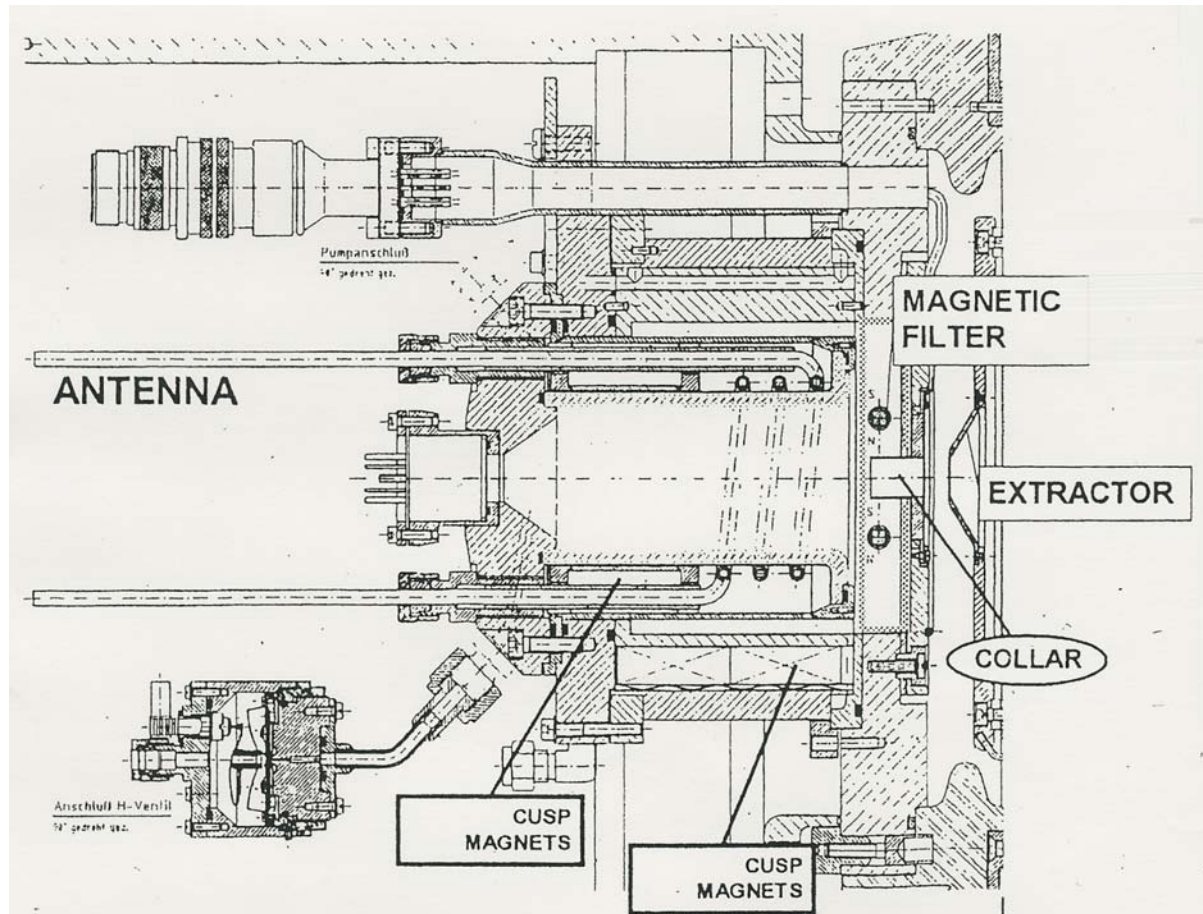 Pumpanschluß
90° gedreht gez.
MAGNETIC
FILTER
ANTENNA
S
N
EXTRACTOR
S
N
COLLAR
Anschluß H-Ventil
90° gedreht gez.
CUSP
MAGNETS
CUSP
MAGNETS